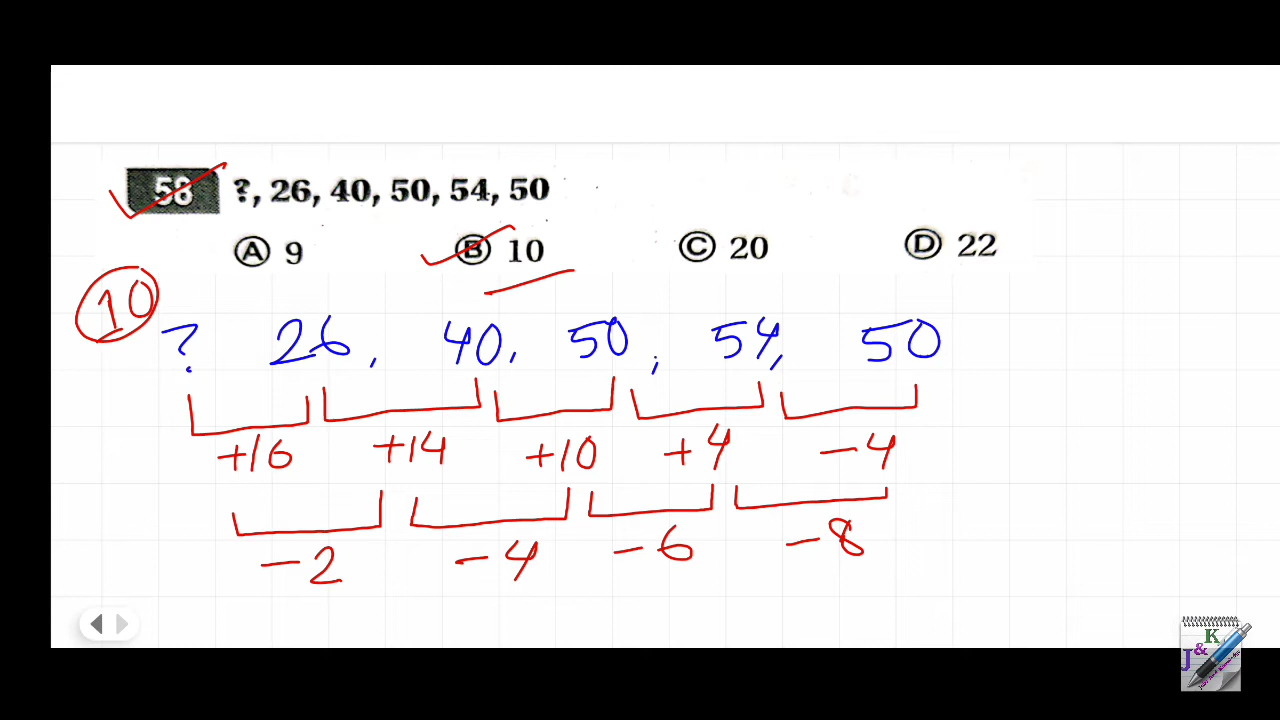 58 ?, 26, 40, 50, 54, 50
A 9 B 10 C 20 D 22
10
? 26, 40, 50, 54, 50
+16 +14 +10 +4 -4
-2 -4 -6 -8
J & K